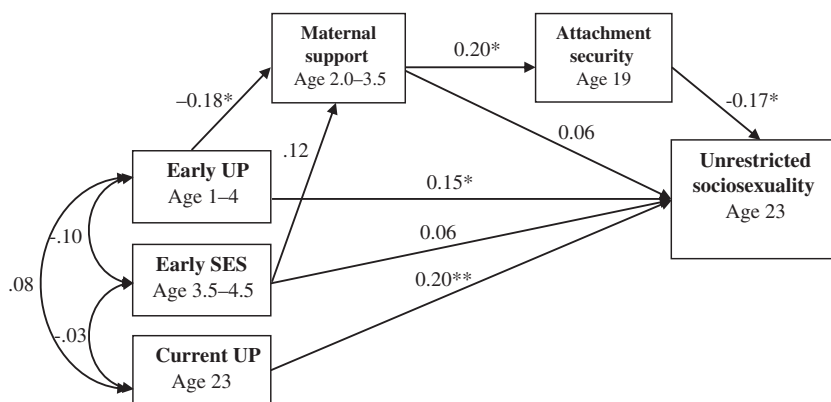 Maternal
support
Age 2.0–3.5
0.20*
Attachment
security
Age 19
–0.18*
-0.17*
.12
0.06
Early UP
Age 1–4
0.15*
Unrestricted
sociosexuality
Age 23
-.10
0.06
Early SES
Age 3.5–4.5
.08
0.20**
-.03
Current UP
Age 23